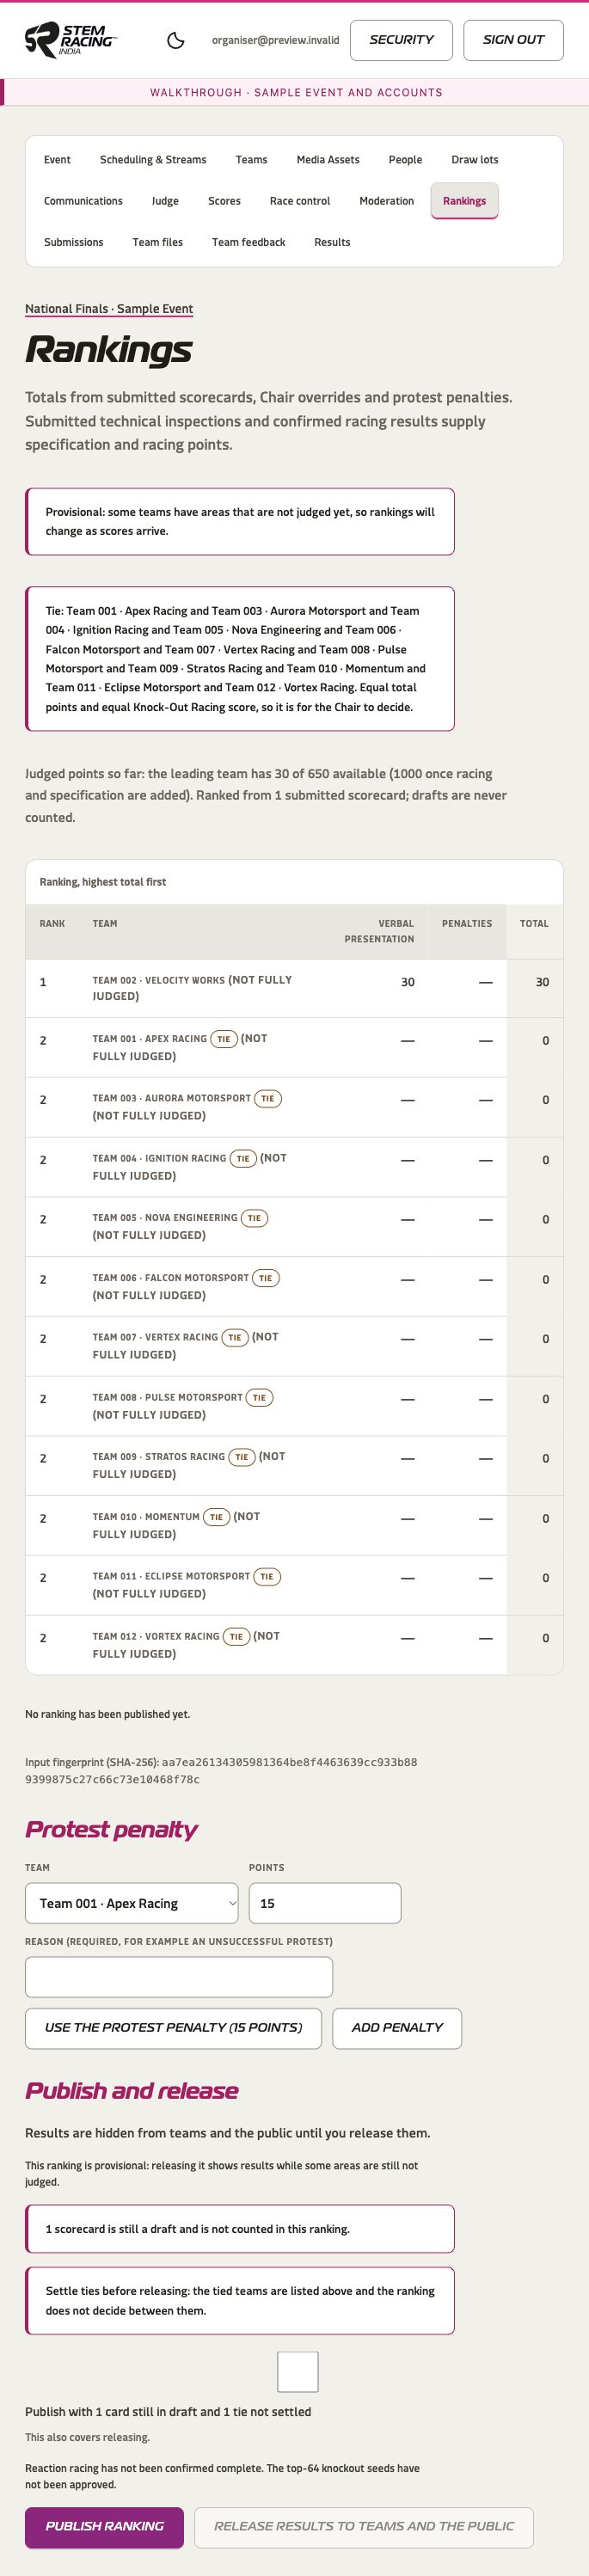 STEM
RACING™
INDIA
organiser@preview.invalid
SECURITY
SIGN OUT
WALKTHROUGH · SAMPLE EVENT AND ACCOUNTS
Event Scheduling & Streams Teams Media Assets People Draw lots
Communications Judge Scores Race control Moderation Rankings
Submissions Team files Team feedback Results
National Finals · Sample Event
Rankings
Totals from submitted scorecards, Chair overrides and protest penalties.
Submitted technical inspections and confirmed racing results supply
specification and racing points.
Provisional: some teams have areas that are not judged yet, so rankings will
change as scores arrive.
Tie: Team 001 · Apex Racing and Team 003 · Aurora Motorsport and Team
004 · Ignition Racing and Team 005 · Nova Engineering and Team 006 ·
Falcon Motorsport and Team 007 · Vertex Racing and Team 008 · Pulse
Motorsport and Team 009 · Stratos Racing and Team 010 · Momentum and
Team 011 · Eclipse Motorsport and Team 012 · Vortex Racing. Equal total
points and equal Knock-Out Racing score, so it is for the Chair to decide.
Judged points so far: the leading team has 30 of 650 available (1000 once racing
and specification are added). Ranked from 1 submitted scorecard; drafts are never
counted.
Ranking, highest total first
RANK TEAM VERBAL PENALTIES TOTAL
PRESENTATION
1 TEAM 002 · VELOCITY WORKS (NOT FULLY 30 — 30
JUDGED)
2 TEAM 001 · APEX RACING TIE (NOT — — 0
FULLY JUDGED)
2 TEAM 003 · AURORA MOTORSPORT TIE — — 0
(NOT FULLY JUDGED)
2 TEAM 004 · IGNITION RACING TIE (NOT — — 0
FULLY JUDGED)
2 TEAM 005 · NOVA ENGINEERING TIE — — 0
(NOT FULLY JUDGED)
2 TEAM 006 · FALCON MOTORSPORT TIE — — 0
(NOT FULLY JUDGED)
2 TEAM 007 · VERTEX RACING TIE (NOT — — 0
FULLY JUDGED)
2 TEAM 008 · PULSE MOTORSPORT TIE — — 0
(NOT FULLY JUDGED)
2 TEAM 009 · STRATOS RACING TIE (NOT — — 0
FULLY JUDGED)
2 TEAM 010 · MOMENTUM TIE (NOT — — 0
FULLY JUDGED)
2 TEAM 011 · ECLIPSE MOTORSPORT TIE — — 0
(NOT FULLY JUDGED)
2 TEAM 012 · VORTEX RACING TIE (NOT — — 0
FULLY JUDGED)
No ranking has been published yet.
Input fingerprint (SHA-256): aa7ea26134305981364be8f4463639cc933b88
9399875c27c66c73e10468f78c
Protest penalty
TEAM POINTS
Team 001 · Apex Racing 15
REASON (REQUIRED, FOR EXAMPLE AN UNSUCCESSFUL PROTEST)
USE THE PROTEST PENALTY (15 POINTS) ADD PENALTY
Publish and release
Results are hidden from teams and the public until you release them.
This ranking is provisional: releasing it shows results while some areas are still not
judged.
1 scorecard is still a draft and is not counted in this ranking.
Settle ties before releasing: the tied teams are listed above and the ranking
does not decide between them.
Publish with 1 card still in draft and 1 tie not settled
This also covers releasing.
Reaction racing has not been confirmed complete. The top-64 knockout seeds have
not been approved.
PUBLISH RANKING RELEASE RESULTS TO TEAMS AND THE PUBLIC